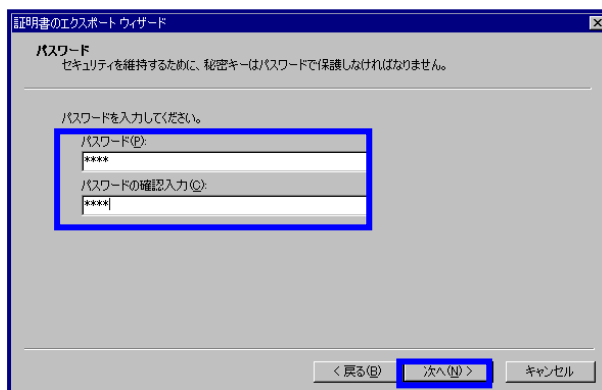 証明書のエクスポート ウィザード
パスワード
セキュリティを維持するために、秘密キーはパスワードで保護しなければなりません。
パスワードを入力してください。
パスワード(P):
****
パスワードの確認入力(C):
****
< 戻る(B)　次へ(N) >　キャンセル